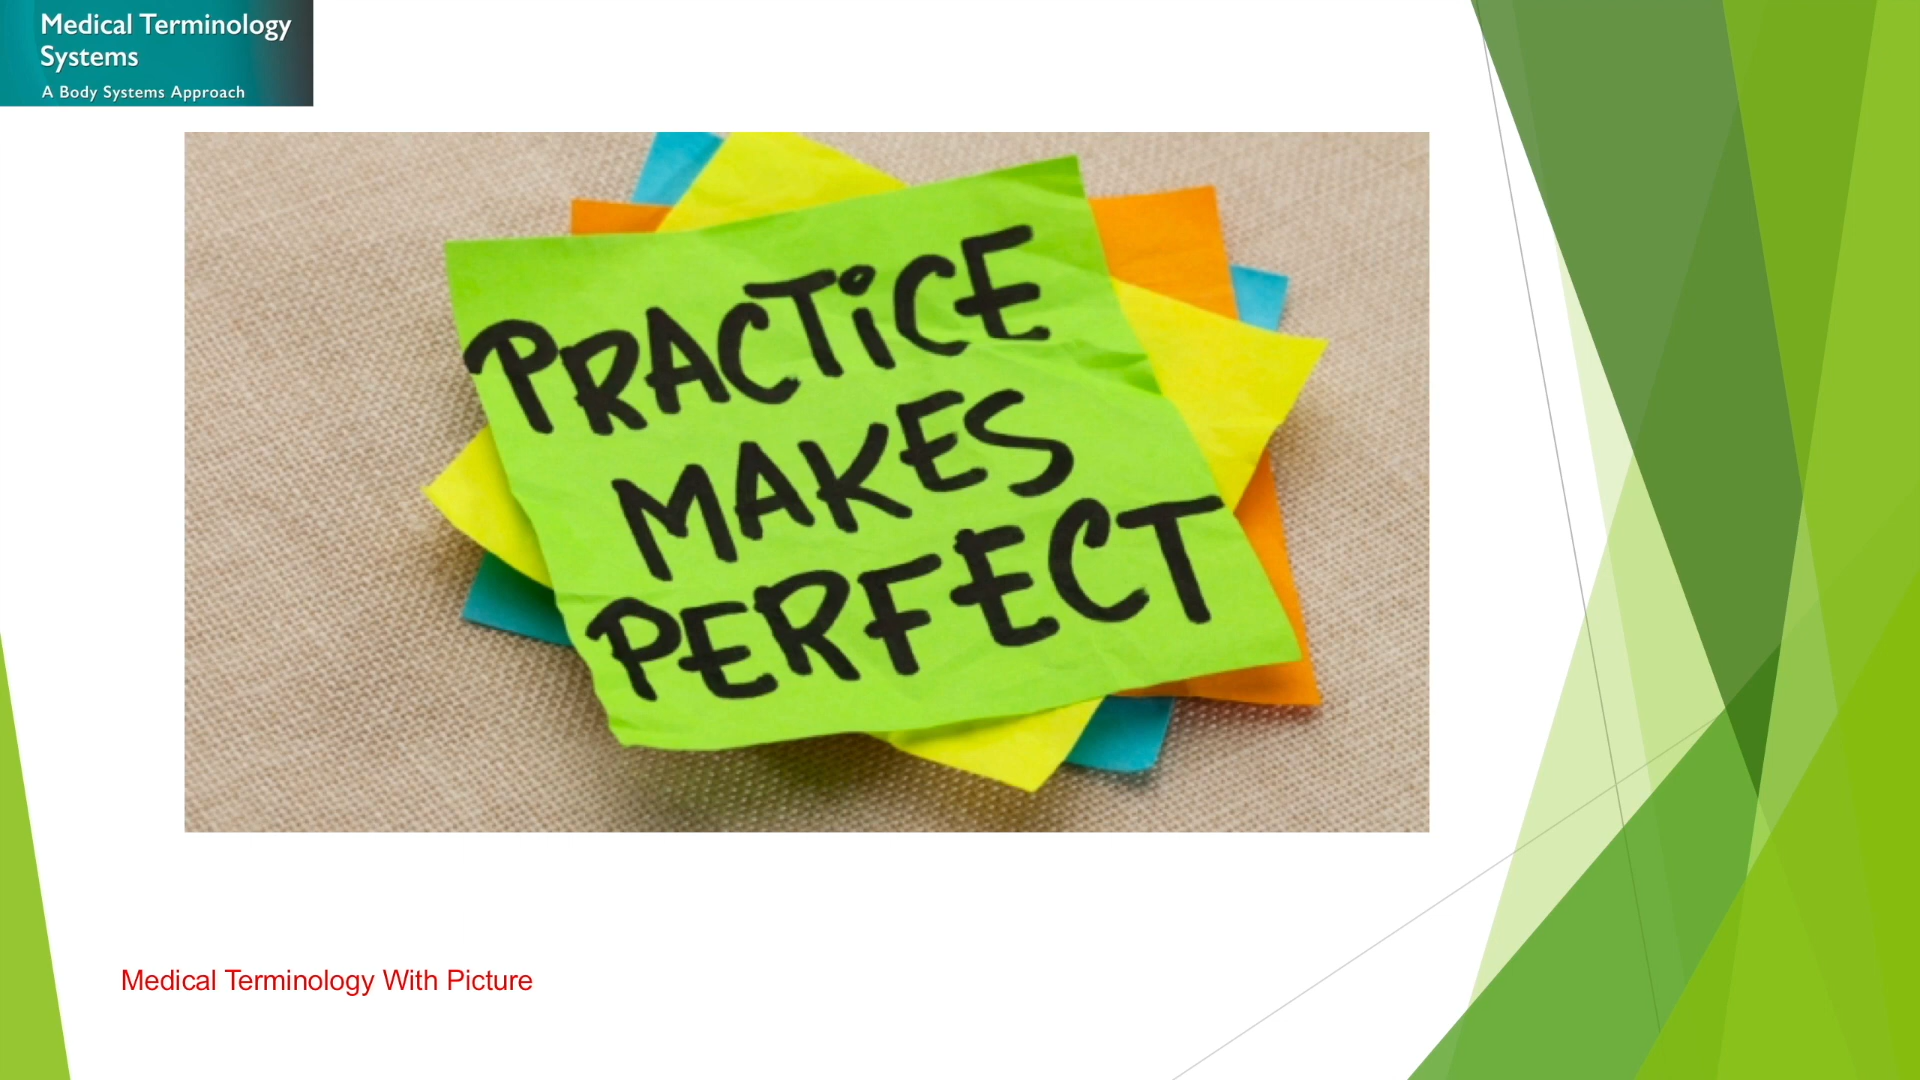 Medical Terminology
Systems
A Body Systems Approach
PRACTiCE
MAKES
PERFECT
Medical Terminology With Picture